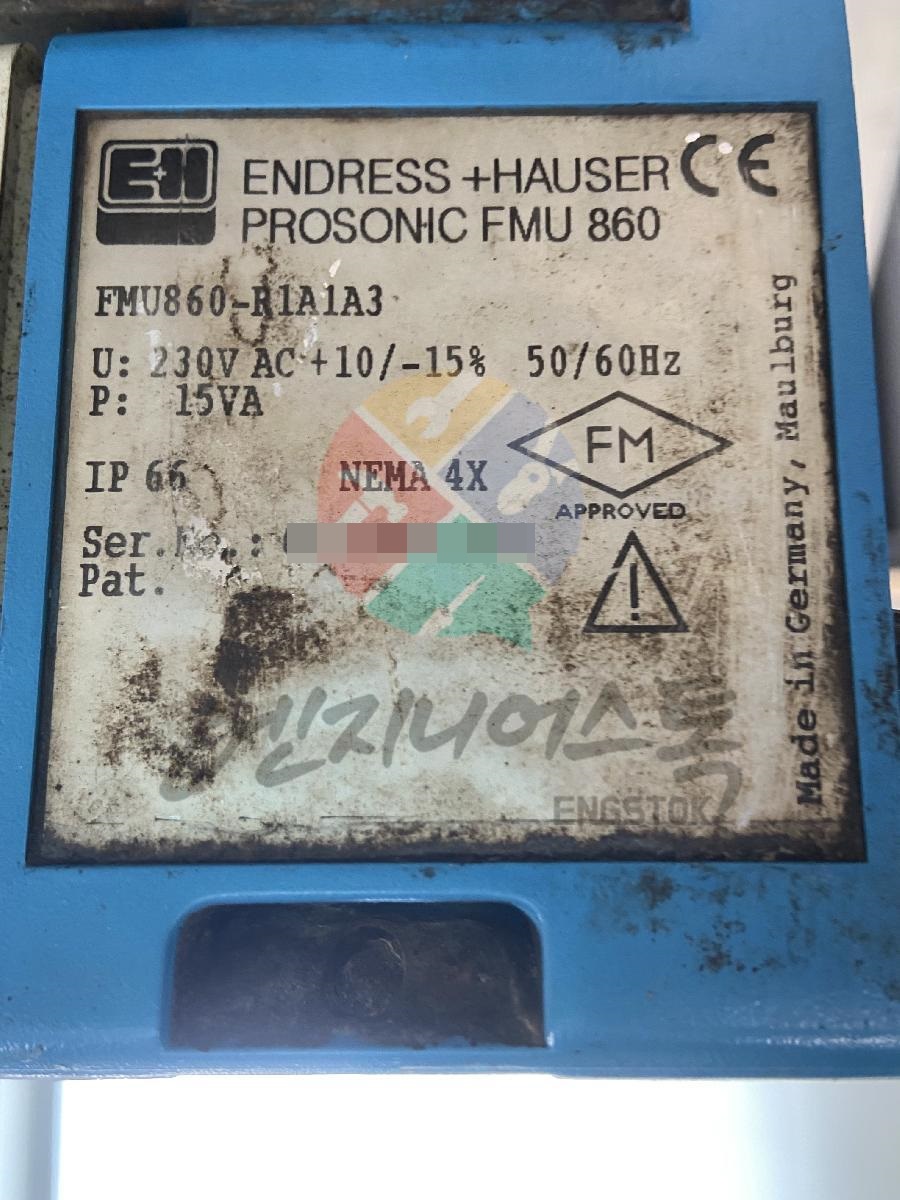 E+H
ENDRESS +HAUSER CE
PROSONIC FMU 860
FMU860-R1A1A3
U: 230V AC +10/-15% 50/60Hz
P: 15VA
IP 66 NEMA 4X
FM
APPROVED
Ser.No.:
Pat.
Made in Germany, Maulburg
엔지니어스톡
ENGSTOK